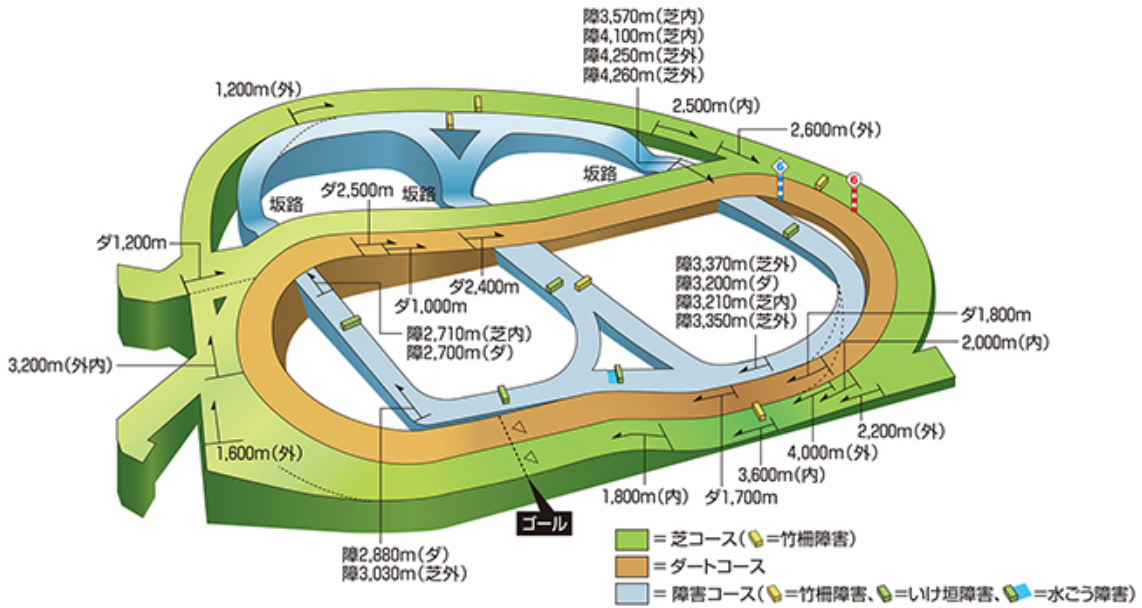 障3,570m(芝内)
障4,100m(芝内)
障4,250m(芝外)
障4,260m(芝外)
1,200m(外)
2,500m(内)
2,600m(外)
6
6
坂路
坂路
坂路
ダ2,500m
ダ1,200m
ダ2,400m
ダ1,000m
障3,370m(芝外)
障3,200m(ダ)
障3,210m(芝内)
障3,350m(芝外)
ダ1,800m
2,000m(内)
障2,710m(芝内)
障2,700m(ダ)
3,200m(外内)
1,600m(外)
2,200m(外)
4,000m(外)
3,600m(内)
ダ1,700m
1,800m(内)
ゴール
障2,880m(ダ)
障3,030m(芝外)
=芝コース(=竹柵障害)
=ダートコース
=障害コース(=竹柵障害、=いけ垣障害、=水ごう障害)